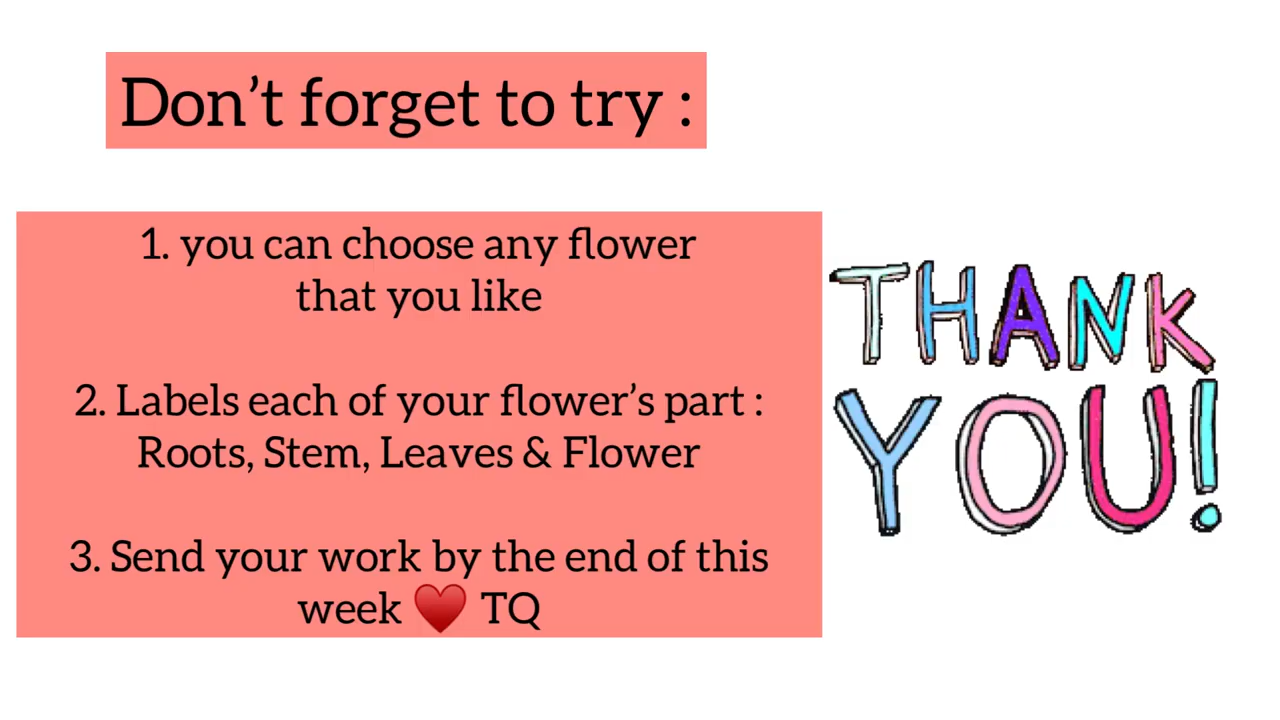 Don’t forget to try :
1. you can choose any flower
that you like
2. Labels each of your flower’s part :
Roots, Stem, Leaves & Flower
3. Send your work by the end of this
week ♥ TQ
THANK
YOU!